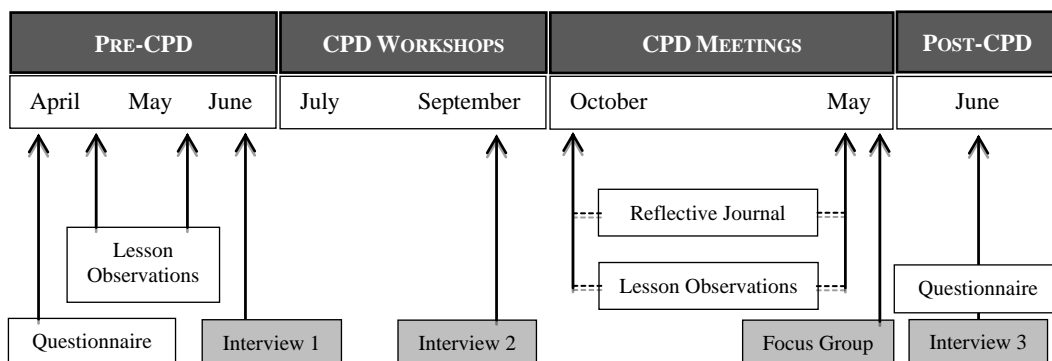 PRE-CPD CPD WORKSHOPS CPD MEETINGS POST-CPD
April May June July September October May June
Reflective Journal
Lesson
Observations
Lesson Observations
Questionnaire
Questionnaire Interview 1 Interview 2 Focus Group Interview 3